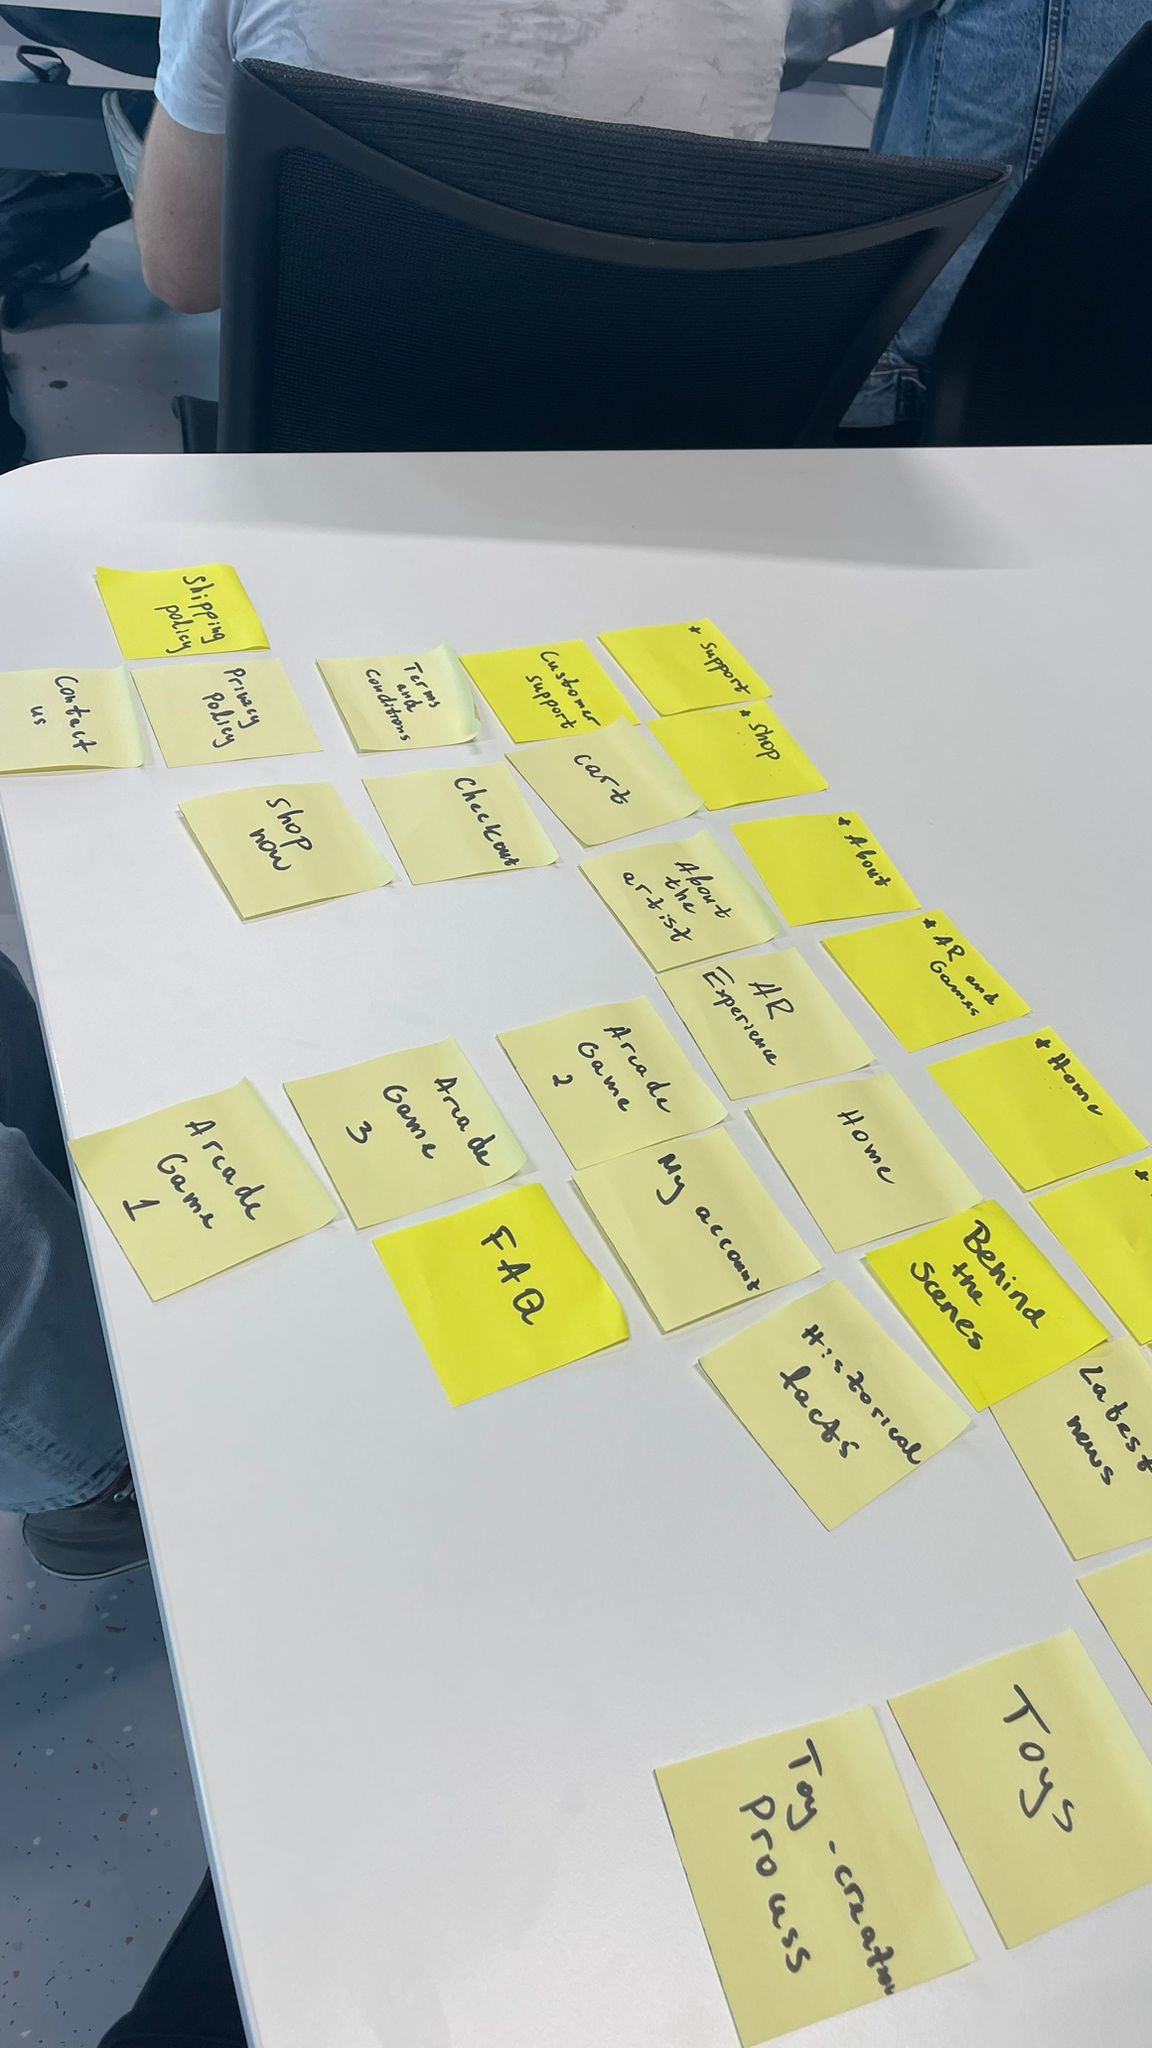 Shipping
policy
Contact
us
Privacy
policy
Terms
and
conditions
Customer
support
* Support
Shop
now
Checkout
Cart
* Shop
About
the
artist
* About
Arcade
Game
1
Arcade
Game
3
Arcade
Game
2
AR
Experience
* AR and
Games
FAQ
My account
Home
* Home
Historical
facts
Behind
the
scenes
*
Latest
news
Toy-creation
process
Toys